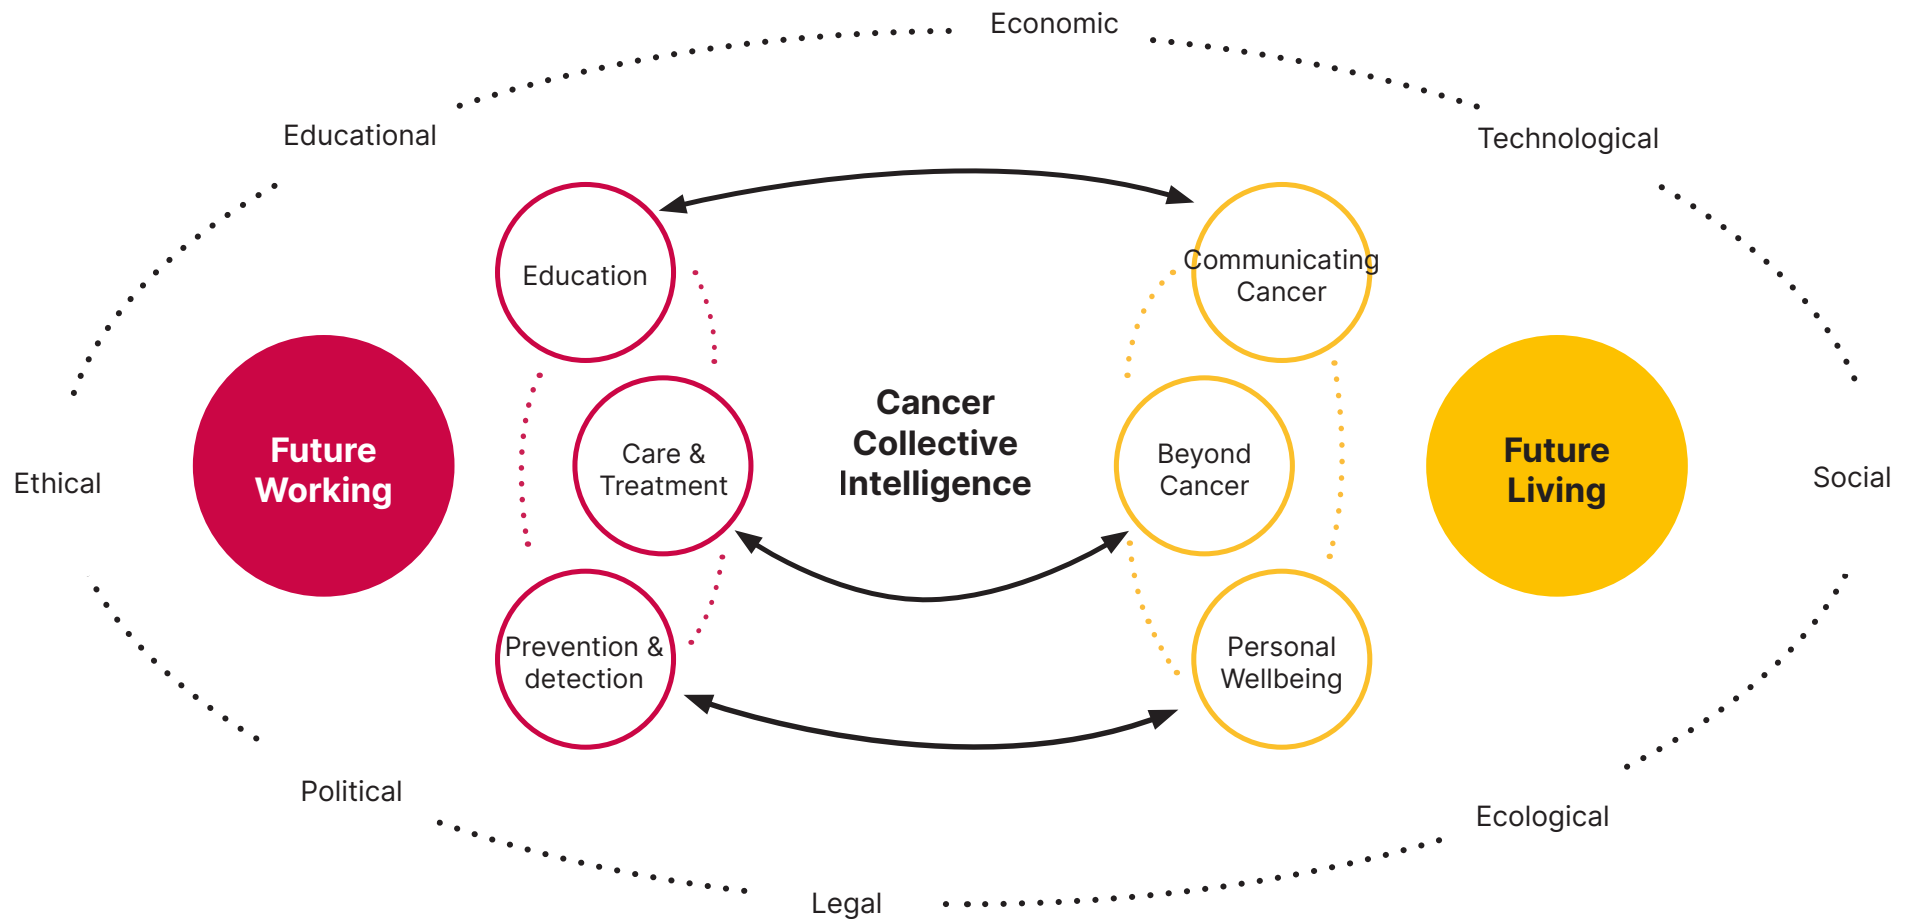 Economic
Educational
Technological
Education
Communicating
Cancer
Cancer
Collective
Intelligence
Future
Working
Care &
Treatment
Beyond
Cancer
Future
Living
Ethical
Social
Prevention &
detection
Personal
Wellbeing
Political
Ecological
Legal